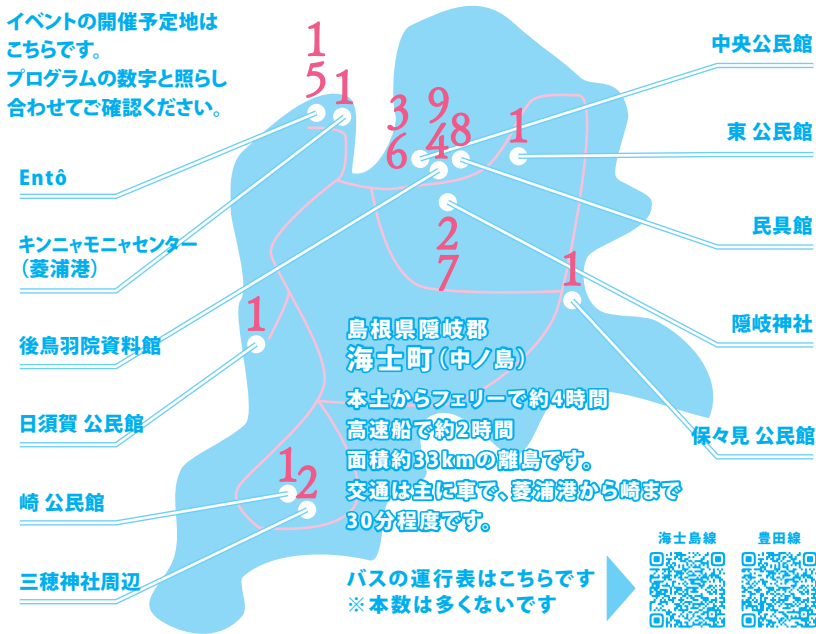 イベントの開催予定地は
こちらです。
プログラムの数字と照らし
合わせてご確認ください。
1
5
1
3
6
9
4
8
1
2
7
1
1
1
2
Entô
キンニャモニャセンター
（菱浦港）
後鳥羽院資料館
日須賀 公民館
崎 公民館
三穂神社周辺
中央公民館
東 公民館
民具館
隠岐神社
保々見 公民館
島根県隠岐郡
海士町（中ノ島）
本土からフェリーで約4時間
高速船で約2時間
面積約33kmの離島です。
交通は主に車で、菱浦港から崎まで
30分程度です。
バスの運行表はこちらです
※本数は多くないです
海士島線
豊田線